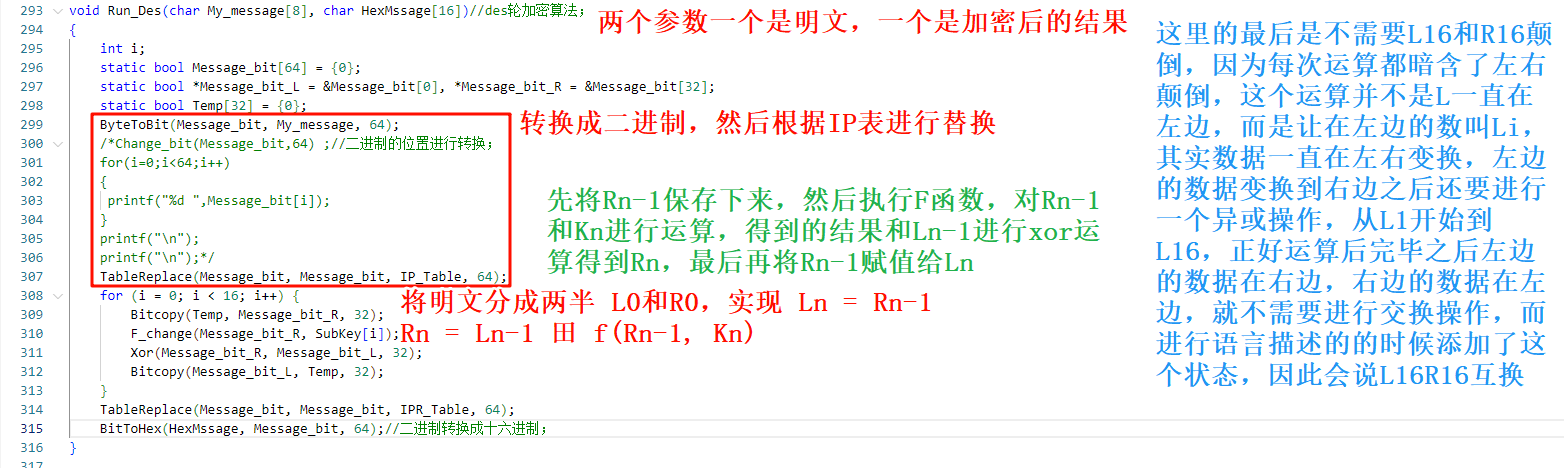 293 void Run_Des(char My_message[8], char HexMssage[16])//des轮加密算法;
294 {
295 int i;
296 static bool Message_bit[64] = {0};
297 static bool *Message_bit_L = &Message_bit[0], *Message_bit_R = &Message_bit[32];
298 static bool Temp[32] = {0};
299 ByteToBit(Message_bit, My_message, 64);
300 /*Change_bit(Message_bit,64) ;//二进制的位置进行转换;
301 for(i=0;i<64;i++)
302 {
303 printf("%d ",Message_bit[i]);
304 }
305 printf("\n");
306 printf("\n");*/
307 TableReplace(Message_bit, Message_bit, IP_Table, 64);
308 for (i = 0; i < 16; i++) {
309 Bitcopy(Temp, Message_bit_R, 32);
310 F_change(Message_bit_R, SubKey[i]);
311 Xor(Message_bit_R, Message_bit_L, 32);
312 Bitcopy(Message_bit_L, Temp, 32);
313 }
314 TableReplace(Message_bit, Message_bit, IPR_Table, 64);
315 BitToHex(HexMssage, Message_bit, 64);//二进制转换成十六进制;
316 }
317
两个参数一个是明文，一个是加密后的结果
转换成二进制，然后根据IP表进行替换
先将Rn-1保存下来，然后执行F函数，对Rn-1
和Kn进行运算，得到的结果和Ln-1进行xor运
算得到Rn，最后再将Rn-1赋值给Ln
将明文分成两半 L0和R0，实现 Ln = Rn-1
Rn = Ln-1 田 f(Rn-1, Kn)
这里的最后是不需要L16和R16颠
倒，因为每次运算都暗含了左右
颠倒，这个运算并不是L一直在
左边，而是让在左边的数叫Li，
其实数据一直在左右变换，左边
的数据变换到右边之后还要进行
一个异或操作，从L1开始到
L16，正好运算后完毕之后左边
的数据在右边，右边的数据在左
边，就不需要进行交换操作，而
进行语言描述的的时候添加了这
个状态，因此会说L16R16互换